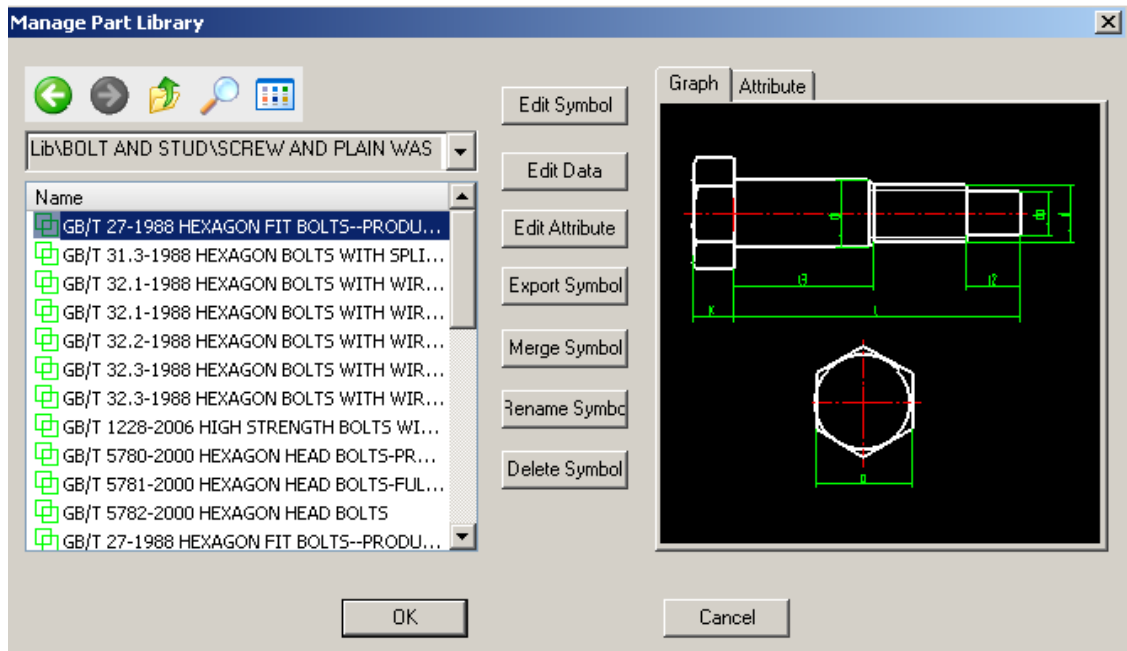 Manage Part Library
Lib\BOLT AND STUD\SCREW AND PLAIN WAS
Name
GB/T 27-1988 HEXAGON FIT BOLTS--PRODU...
GB/T 31.3-1988 HEXAGON BOLTS WITH SPLI...
GB/T 32.1-1988 HEXAGON BOLTS WITH WIR...
GB/T 32.1-1988 HEXAGON BOLTS WITH WIR...
GB/T 32.2-1988 HEXAGON BOLTS WITH WIR...
GB/T 32.3-1988 HEXAGON BOLTS WITH WIR...
GB/T 32.3-1988 HEXAGON BOLTS WITH WIR...
GB/T 1228-2006 HIGH STRENGTH BOLTS WI...
GB/T 5780-2000 HEXAGON HEAD BOLTS-PR...
GB/T 5781-2000 HEXAGON HEAD BOLTS-FUL...
GB/T 5782-2000 HEXAGON HEAD BOLTS
GB/T 27-1988 HEXAGON FIT BOLTS--PRODU...
Edit Symbol
Edit Data
Edit Attribute
Export Symbol
Merge Symbol
Rename Symbo
Delete Symbol
Graph Attribute
l3 l2
K L
OK Cancel